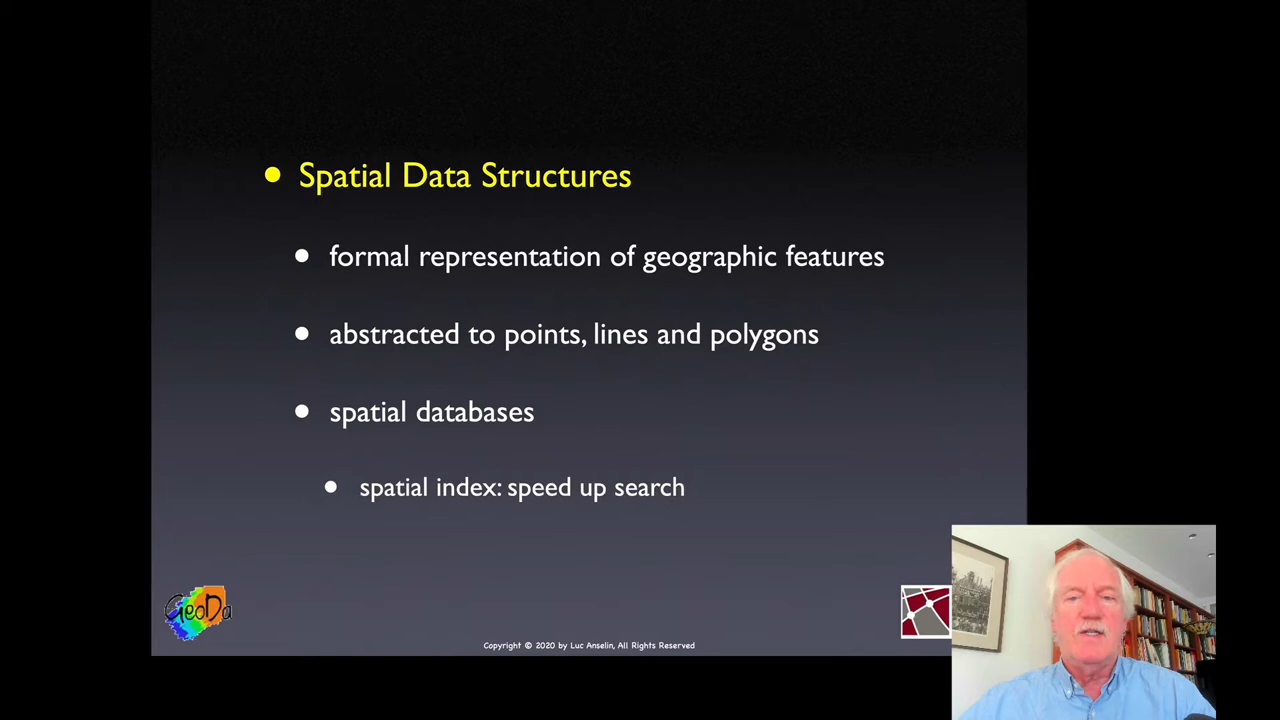 Spatial Data Structures
formal representation of geographic features
abstracted to points, lines and polygons
spatial databases
spatial index: speed up search
GeoDa
Copyright © 2020 by Luc Anselin, All Rights Reserved